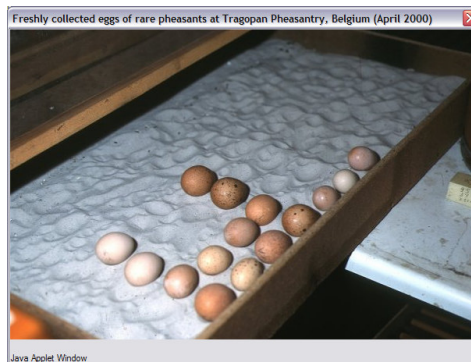 Freshly collected eggs of rare pheasants at Tragopan Pheasantry, Belgium (April 2000)
Java Applet Window